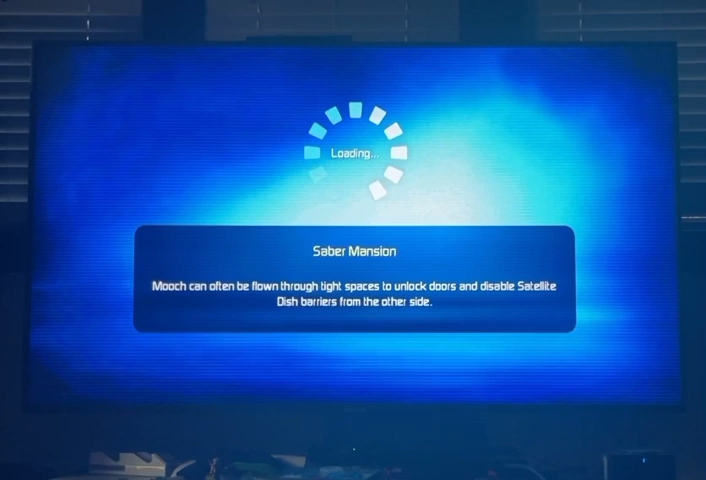 Loading...
Saber Mansion
Mooch can often be flown through tight spaces to unlock doors and disable Satellite
Dish barriers from the other side.